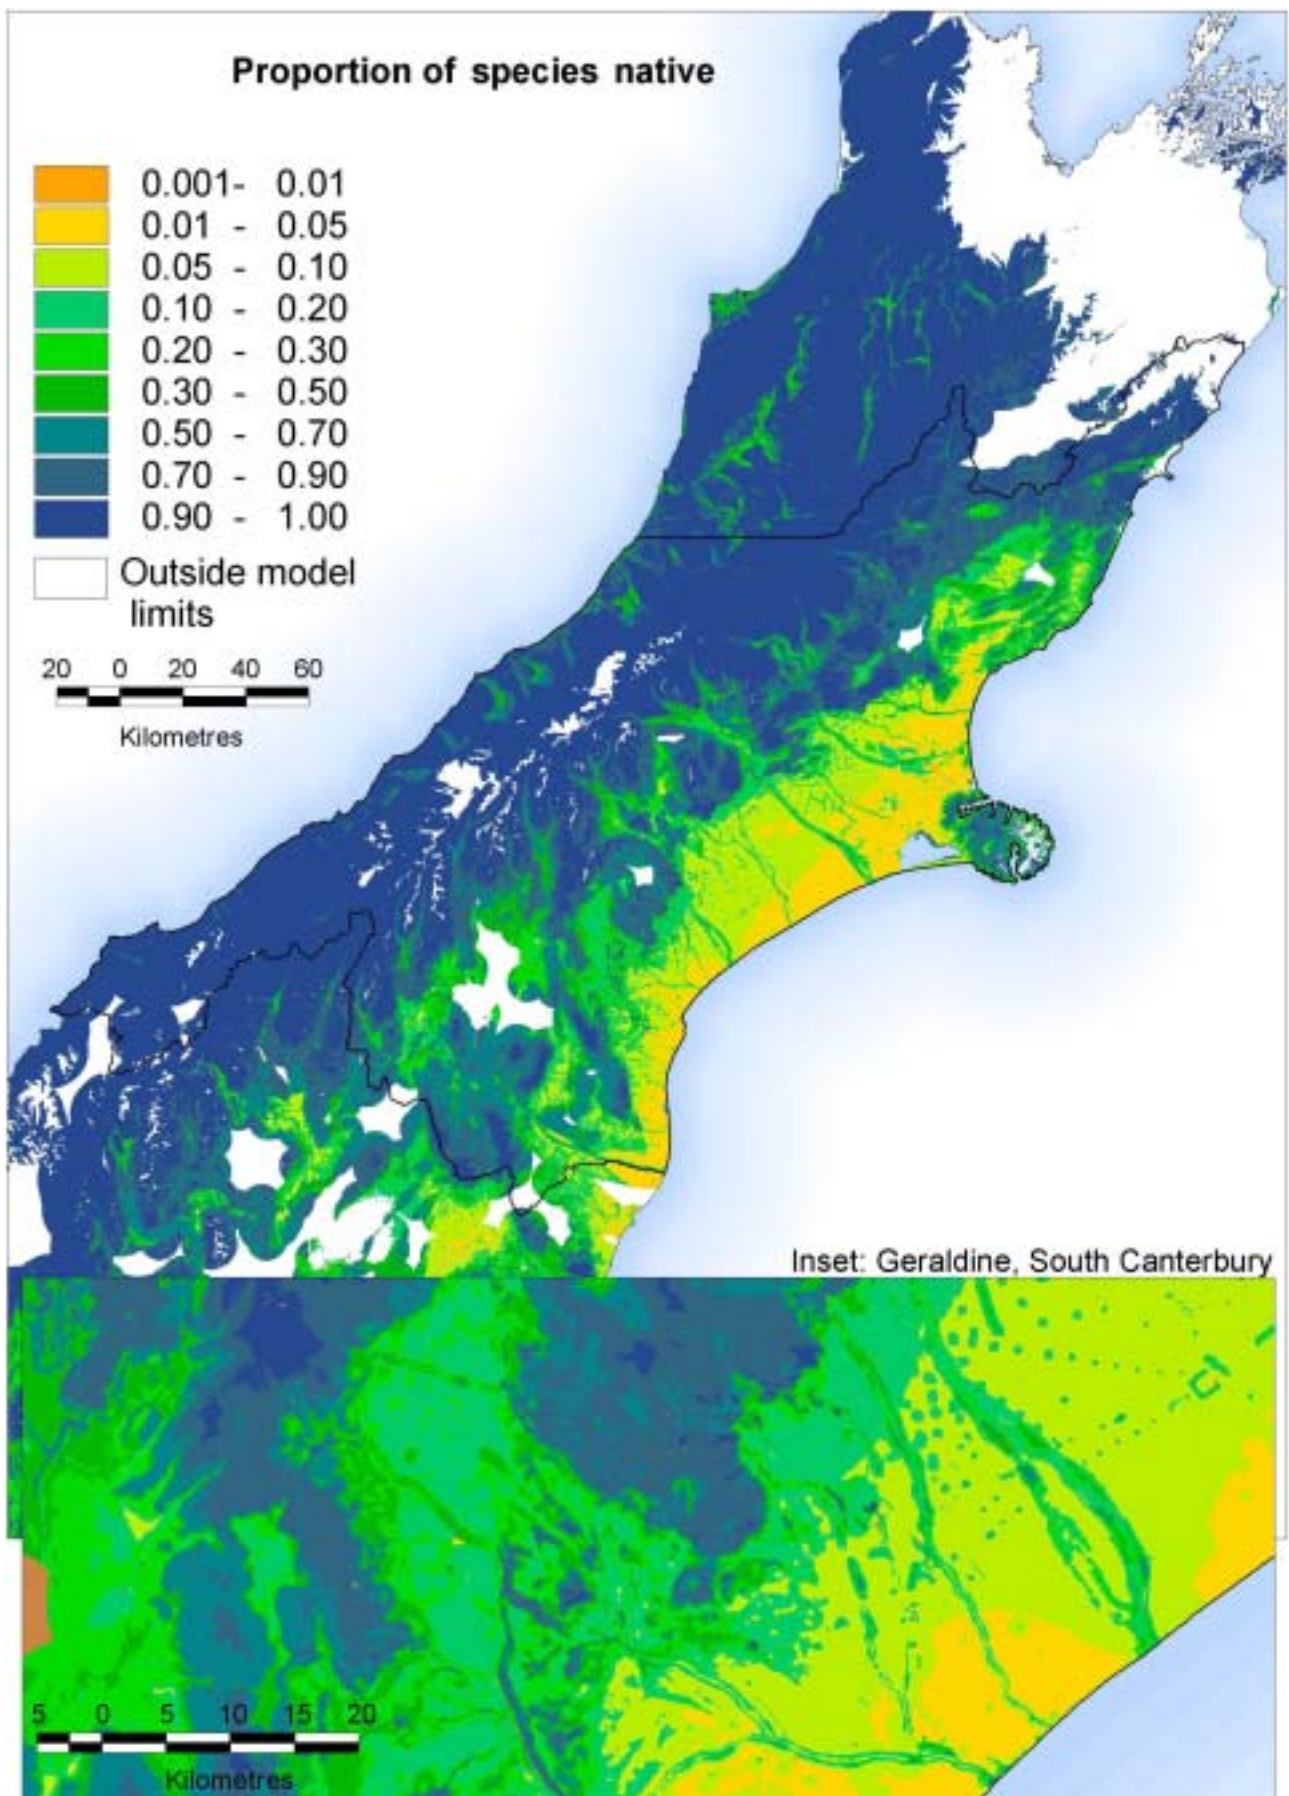 Proportion of species native
0.001- 0.01
0.01 - 0.05
0.05 - 0.10
0.10 - 0.20
0.20 - 0.30
0.30 - 0.50
0.50 - 0.70
0.70 - 0.90
0.90 - 1.00
Outside model
limits
20 0 20 40 60
Kilometres
Inset: Geraldine, South Canterbury
5 0 5 10 15 20
Kilometres